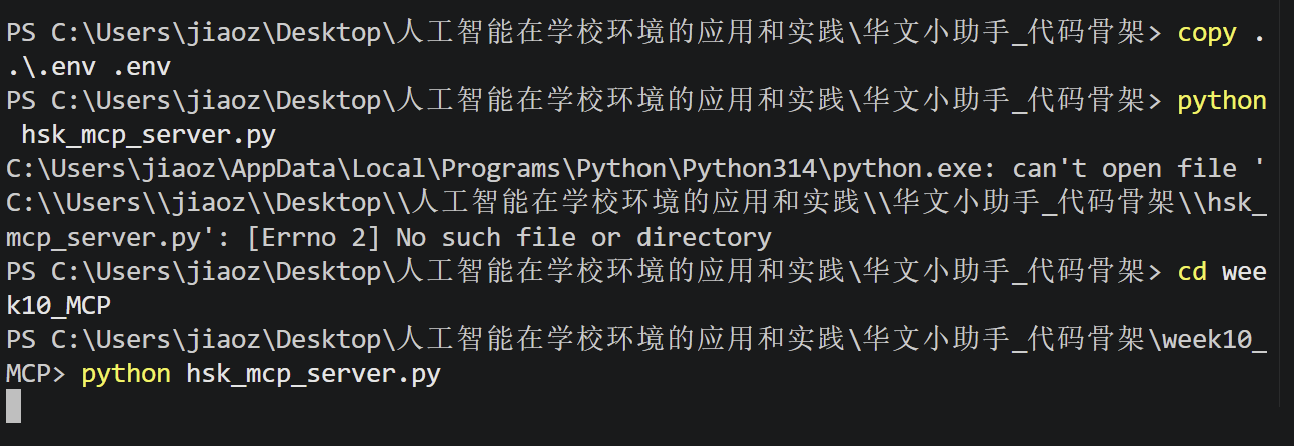 PS C:\Users\jiaoz\Desktop\人工智能在学校环境的应用和实践\华文小助手_代码骨架> copy .
.\.env .env
PS C:\Users\jiaoz\Desktop\人工智能在学校环境的应用和实践\华文小助手_代码骨架> python
 hsk_mcp_server.py
C:\Users\jiaoz\AppData\Local\Programs\Python\Python314\python.exe: can't open file '
C:\\Users\\jiaoz\\Desktop\\人工智能在学校环境的应用和实践\\华文小助手_代码骨架\\hsk_
mcp_server.py': [Errno 2] No such file or directory
PS C:\Users\jiaoz\Desktop\人工智能在学校环境的应用和实践\华文小助手_代码骨架> cd wee
k10_MCP
PS C:\Users\jiaoz\Desktop\人工智能在学校环境的应用和实践\华文小助手_代码骨架\week10_
MCP> python hsk_mcp_server.py